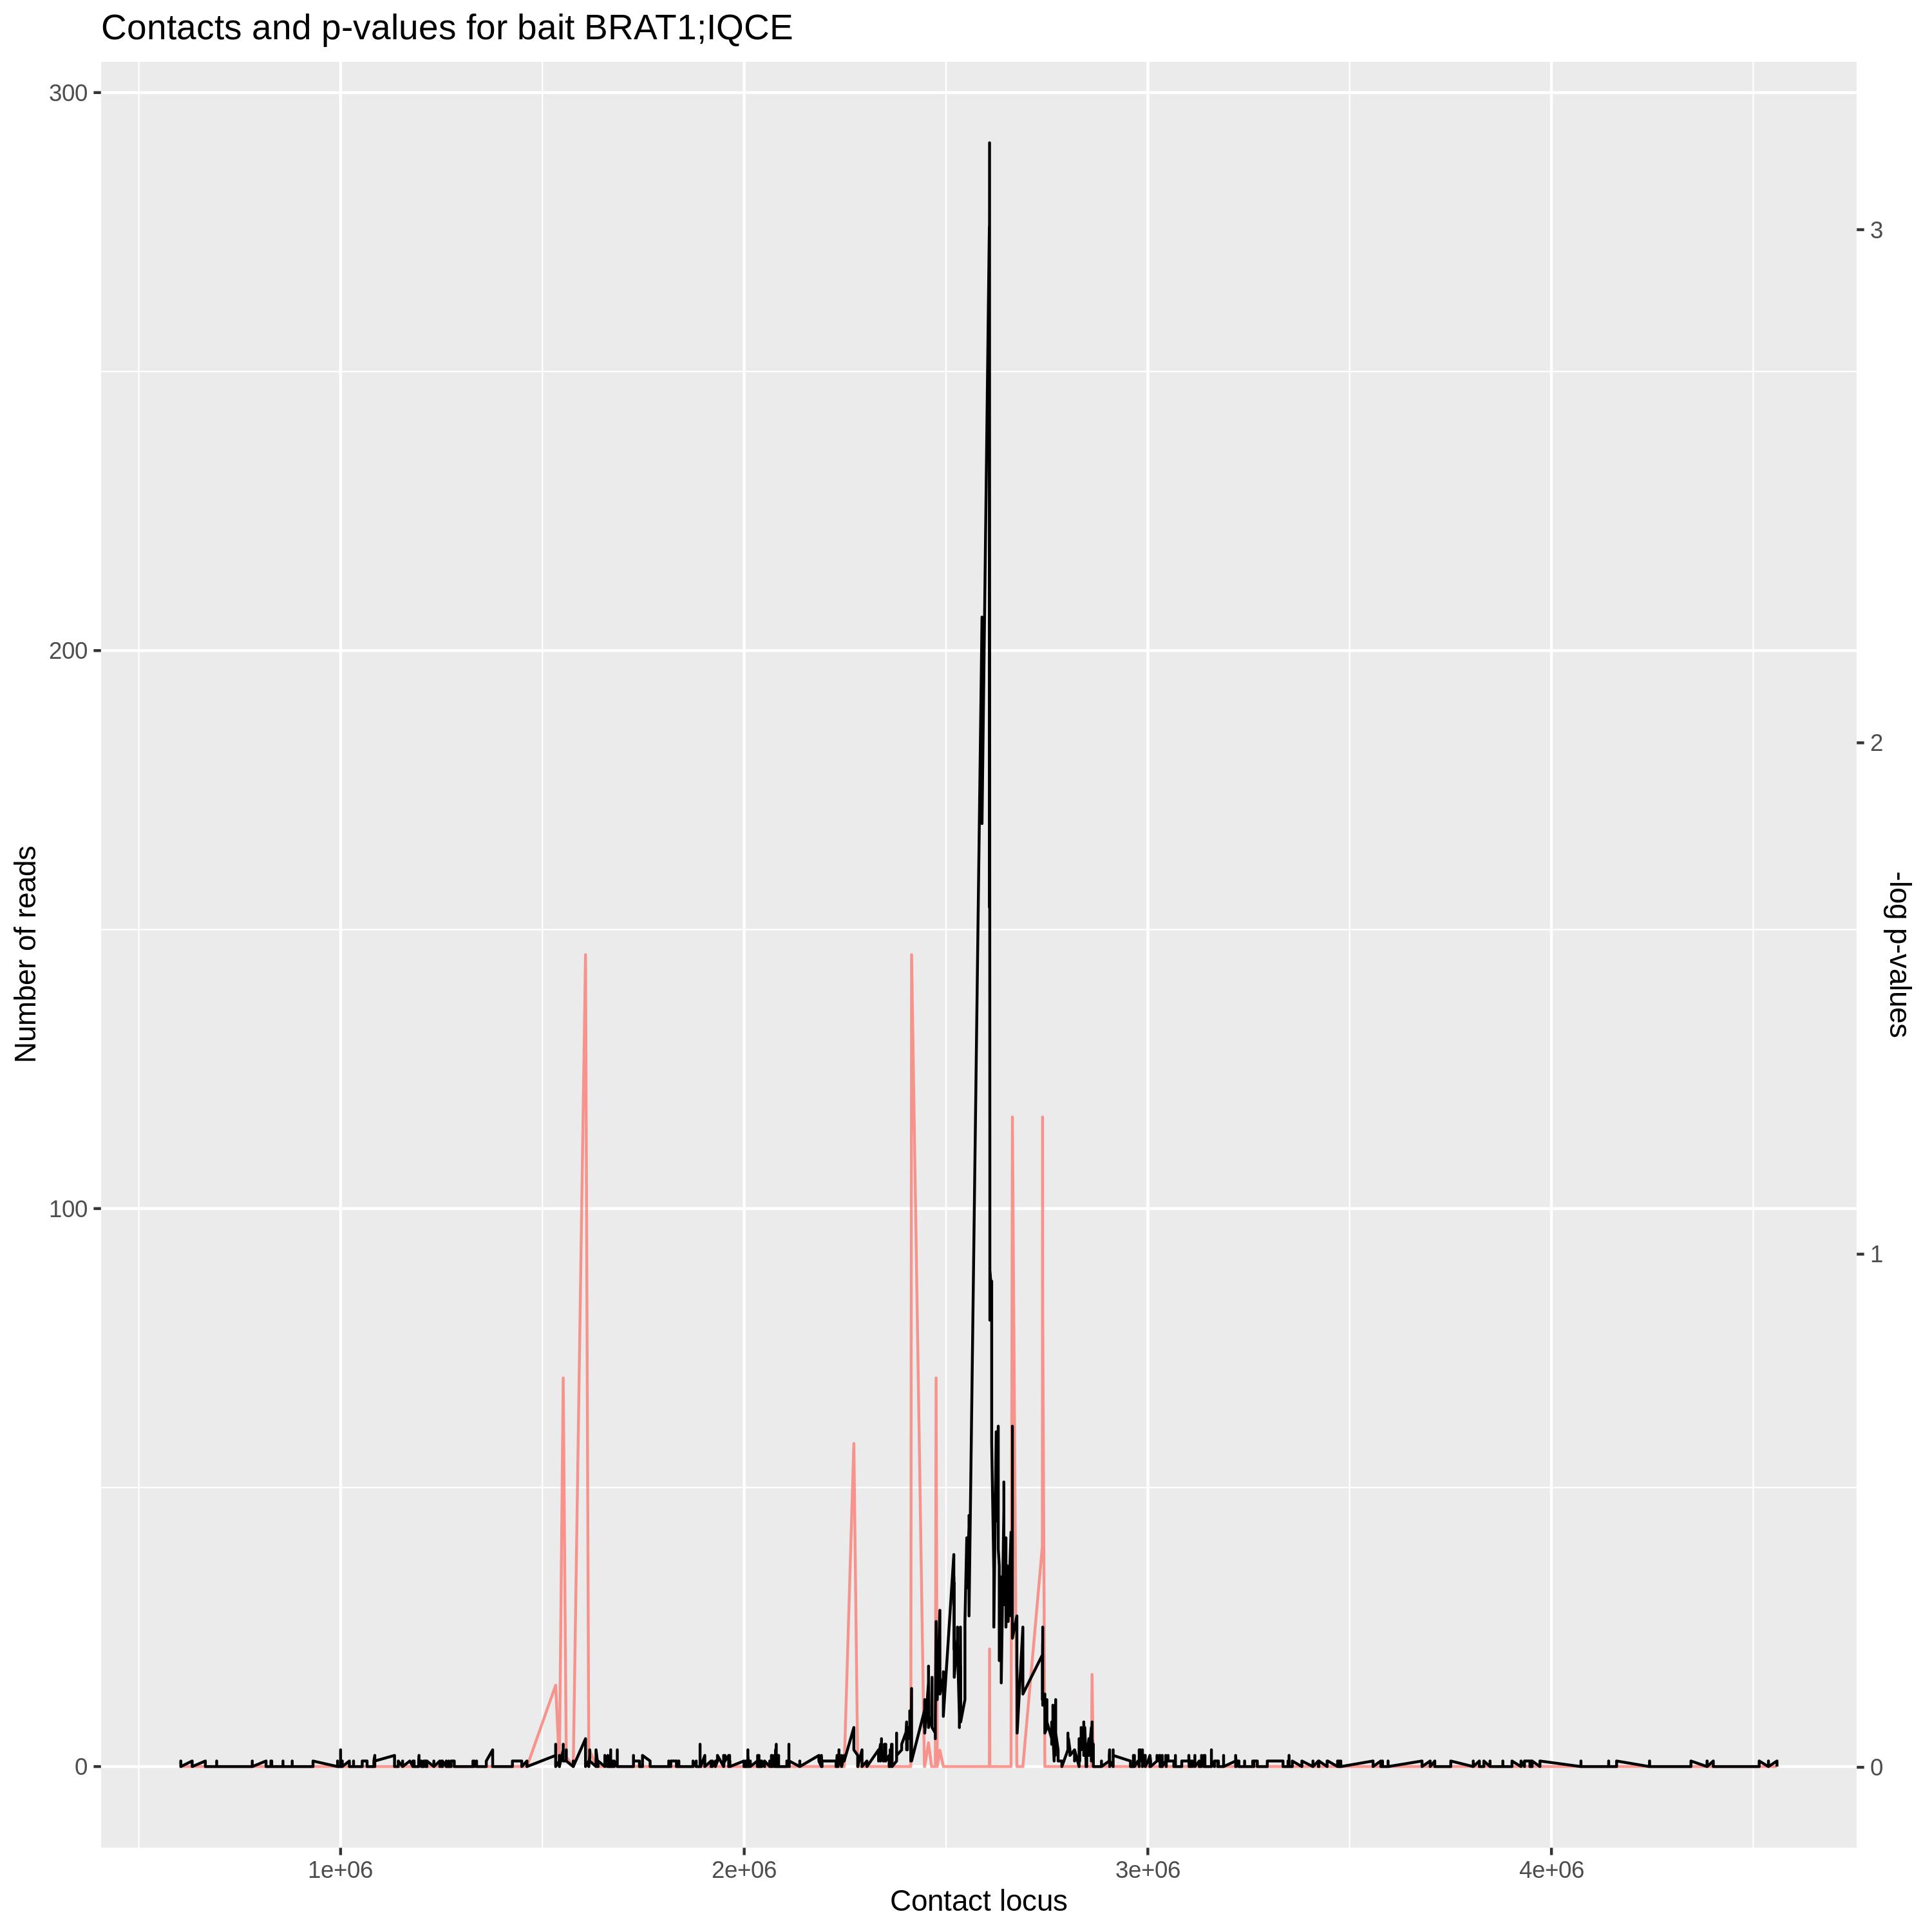 Contacts and p-values for bait BRAT1;IQCE
300
200
100
0
Number of reads
3
2
1
0
-log p-values
1e+06
2e+06
3e+06
4e+06
Contact locus